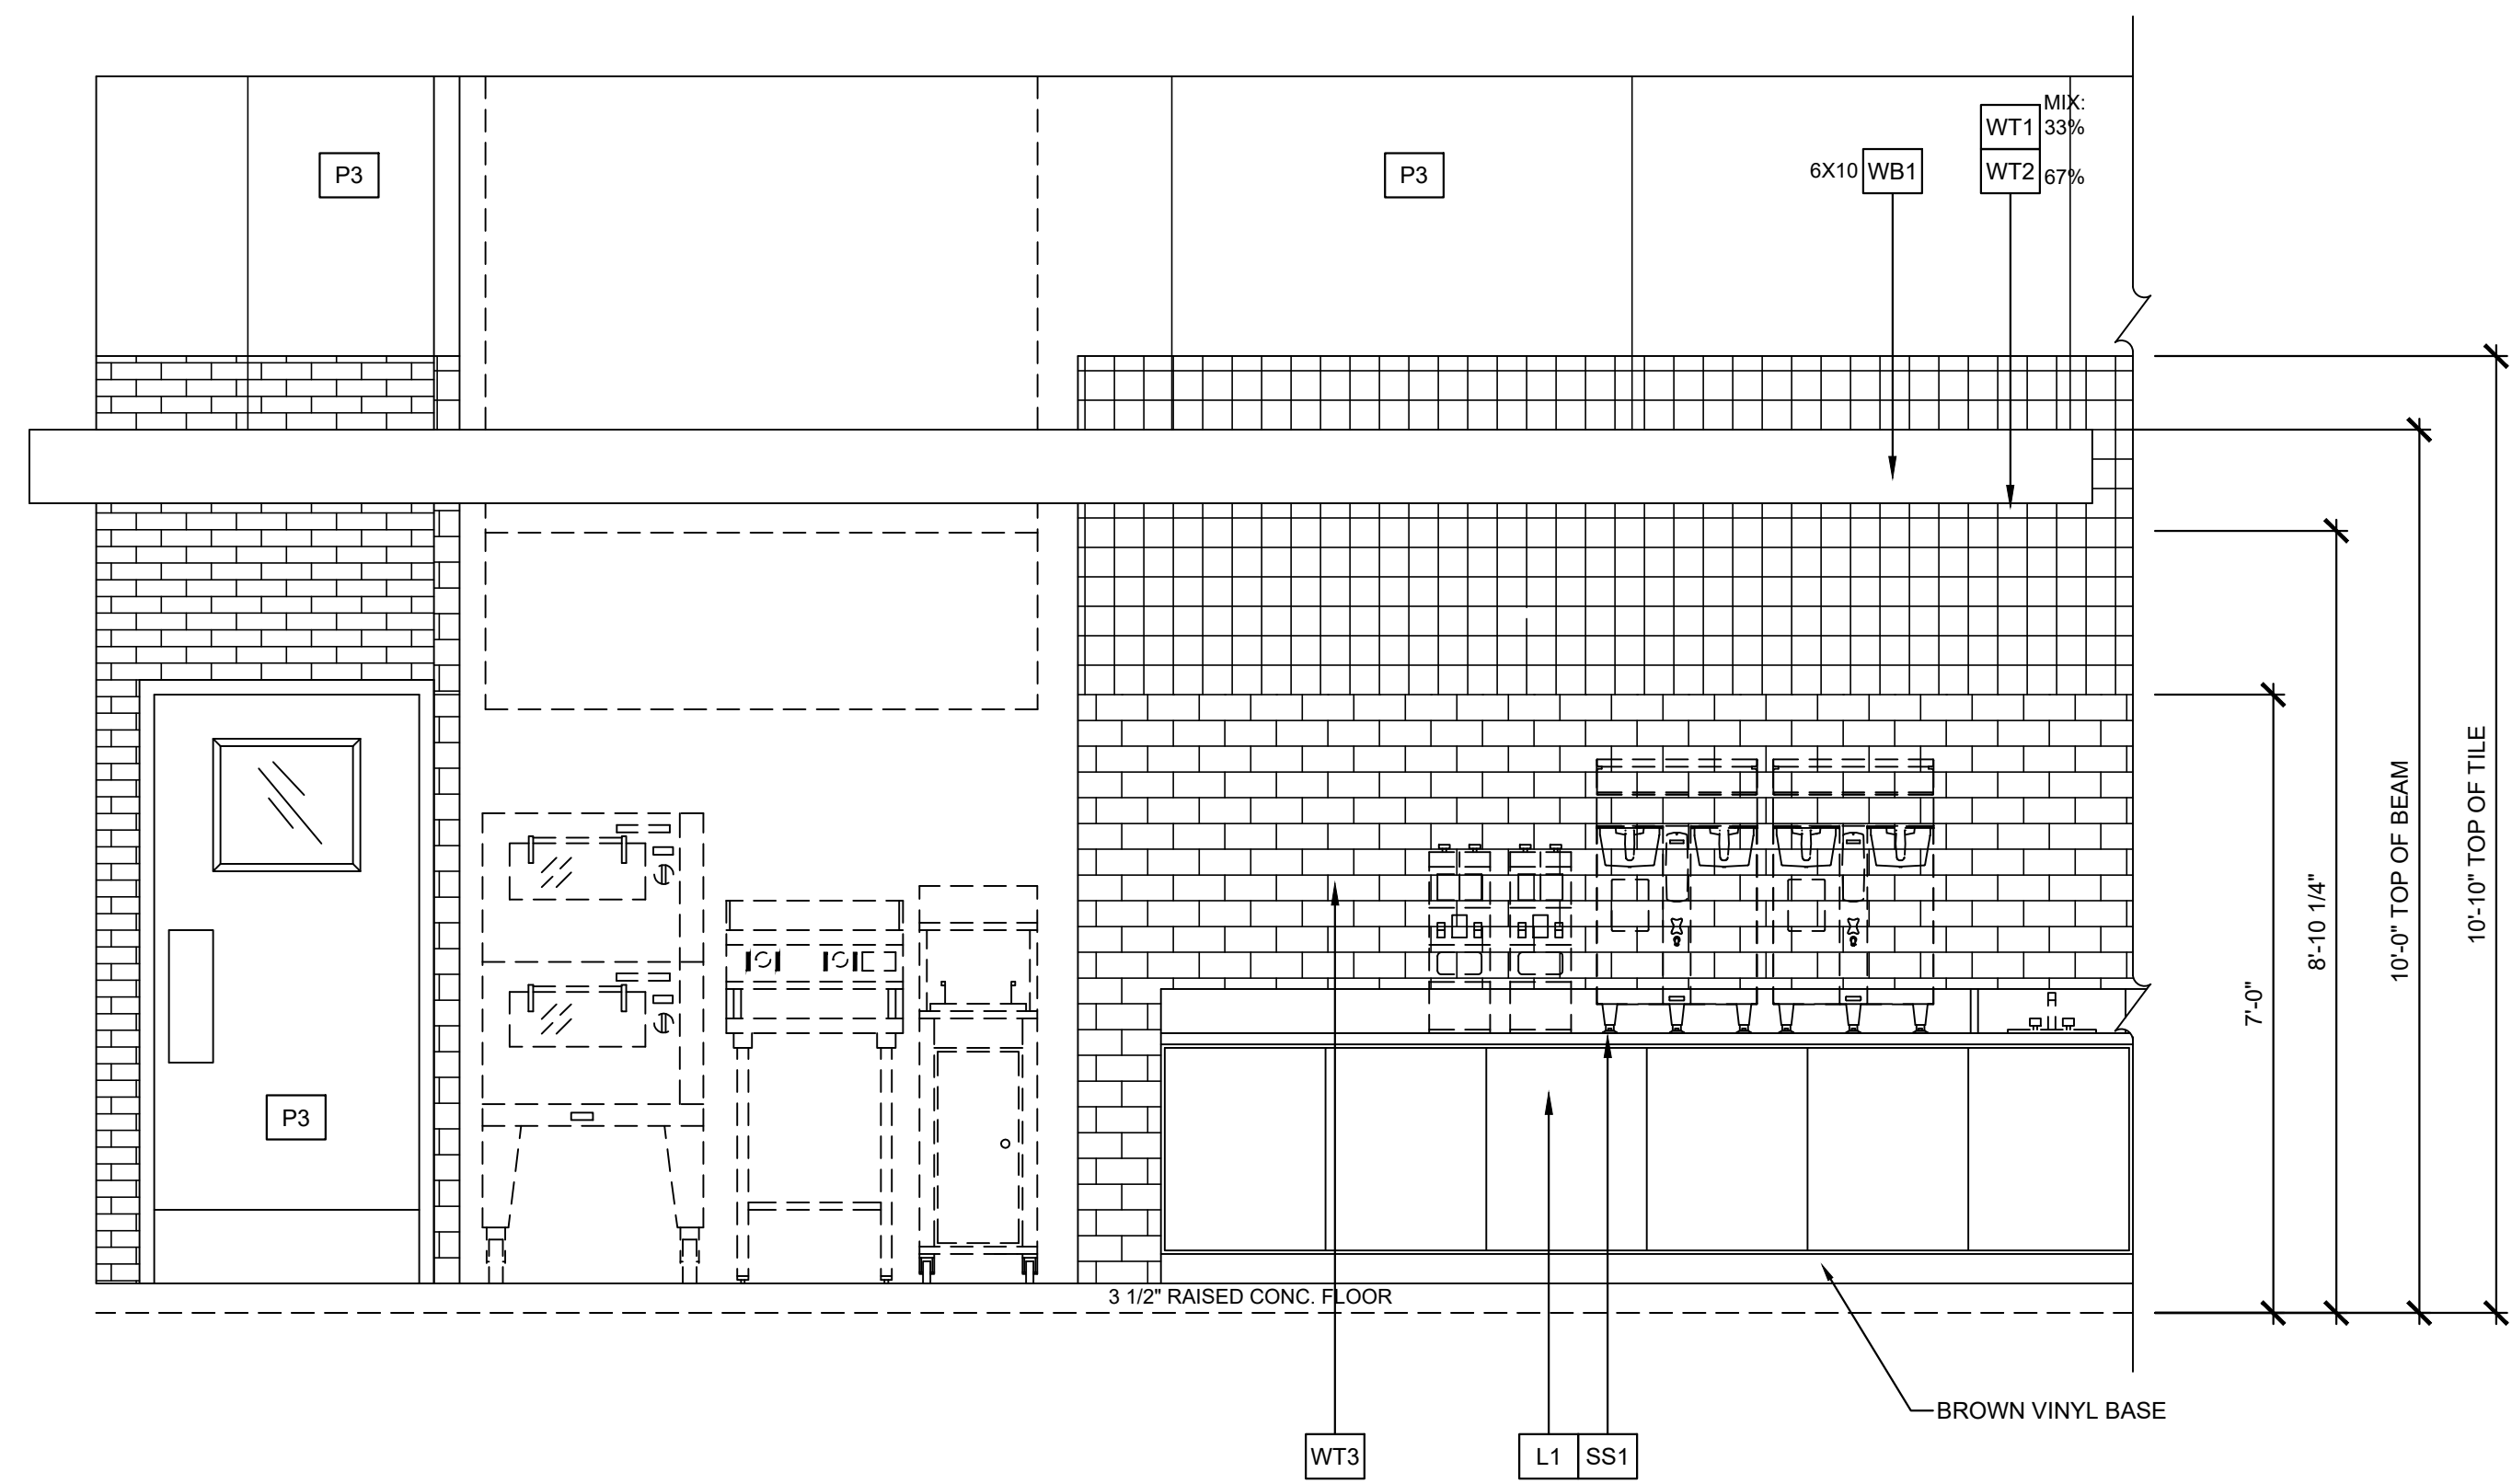 MIX:
WT1 33%
P3
P3
6X10 WB1
WT2 67%
10'-10" TOP OF TILE
10'-0" TOP OF BEAM
8'-10 1/4"
7'-0"
P3
3 1/2" RAISED CONC. FLOOR
BROWN VINYL BASE
WT3
L1 SS1